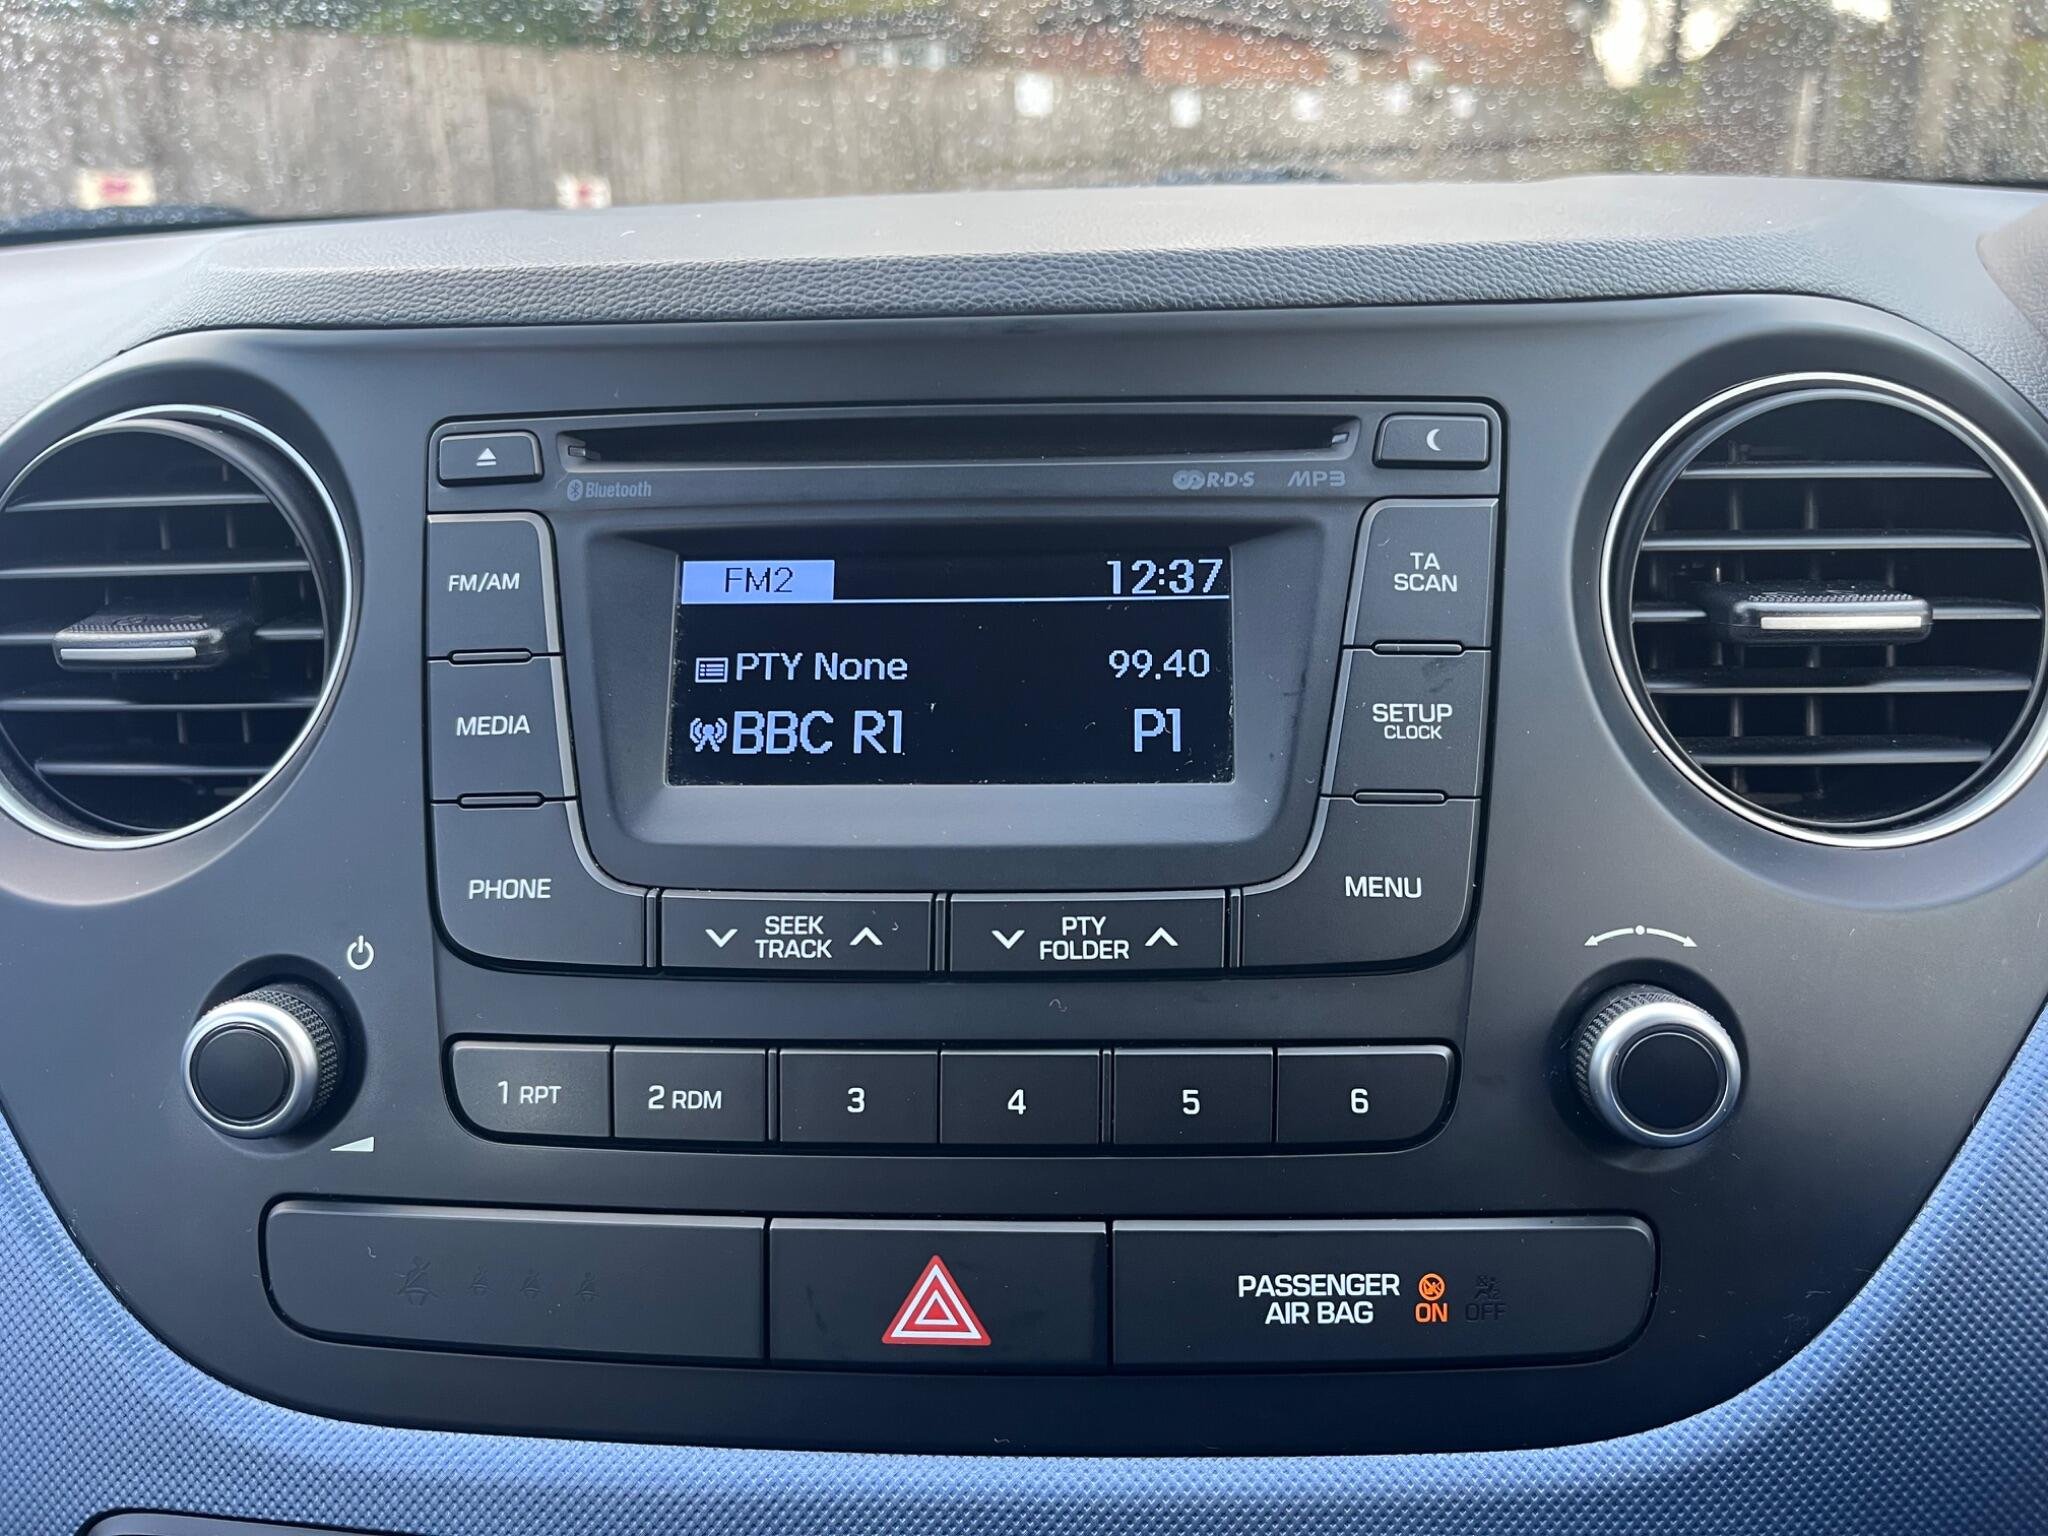 Bluetooth
R·D·S MP3
FM/AM
MEDIA
PHONE
FM2 12:37
PTY None 99.40
BBC R1 P1
TA
SCAN
SETUP
CLOCK
MENU
SEEK
TRACK
PTY
FOLDER
1 RPT
2 RDM
3
4
5
6
PASSENGER
AIR BAG
ON
OFF